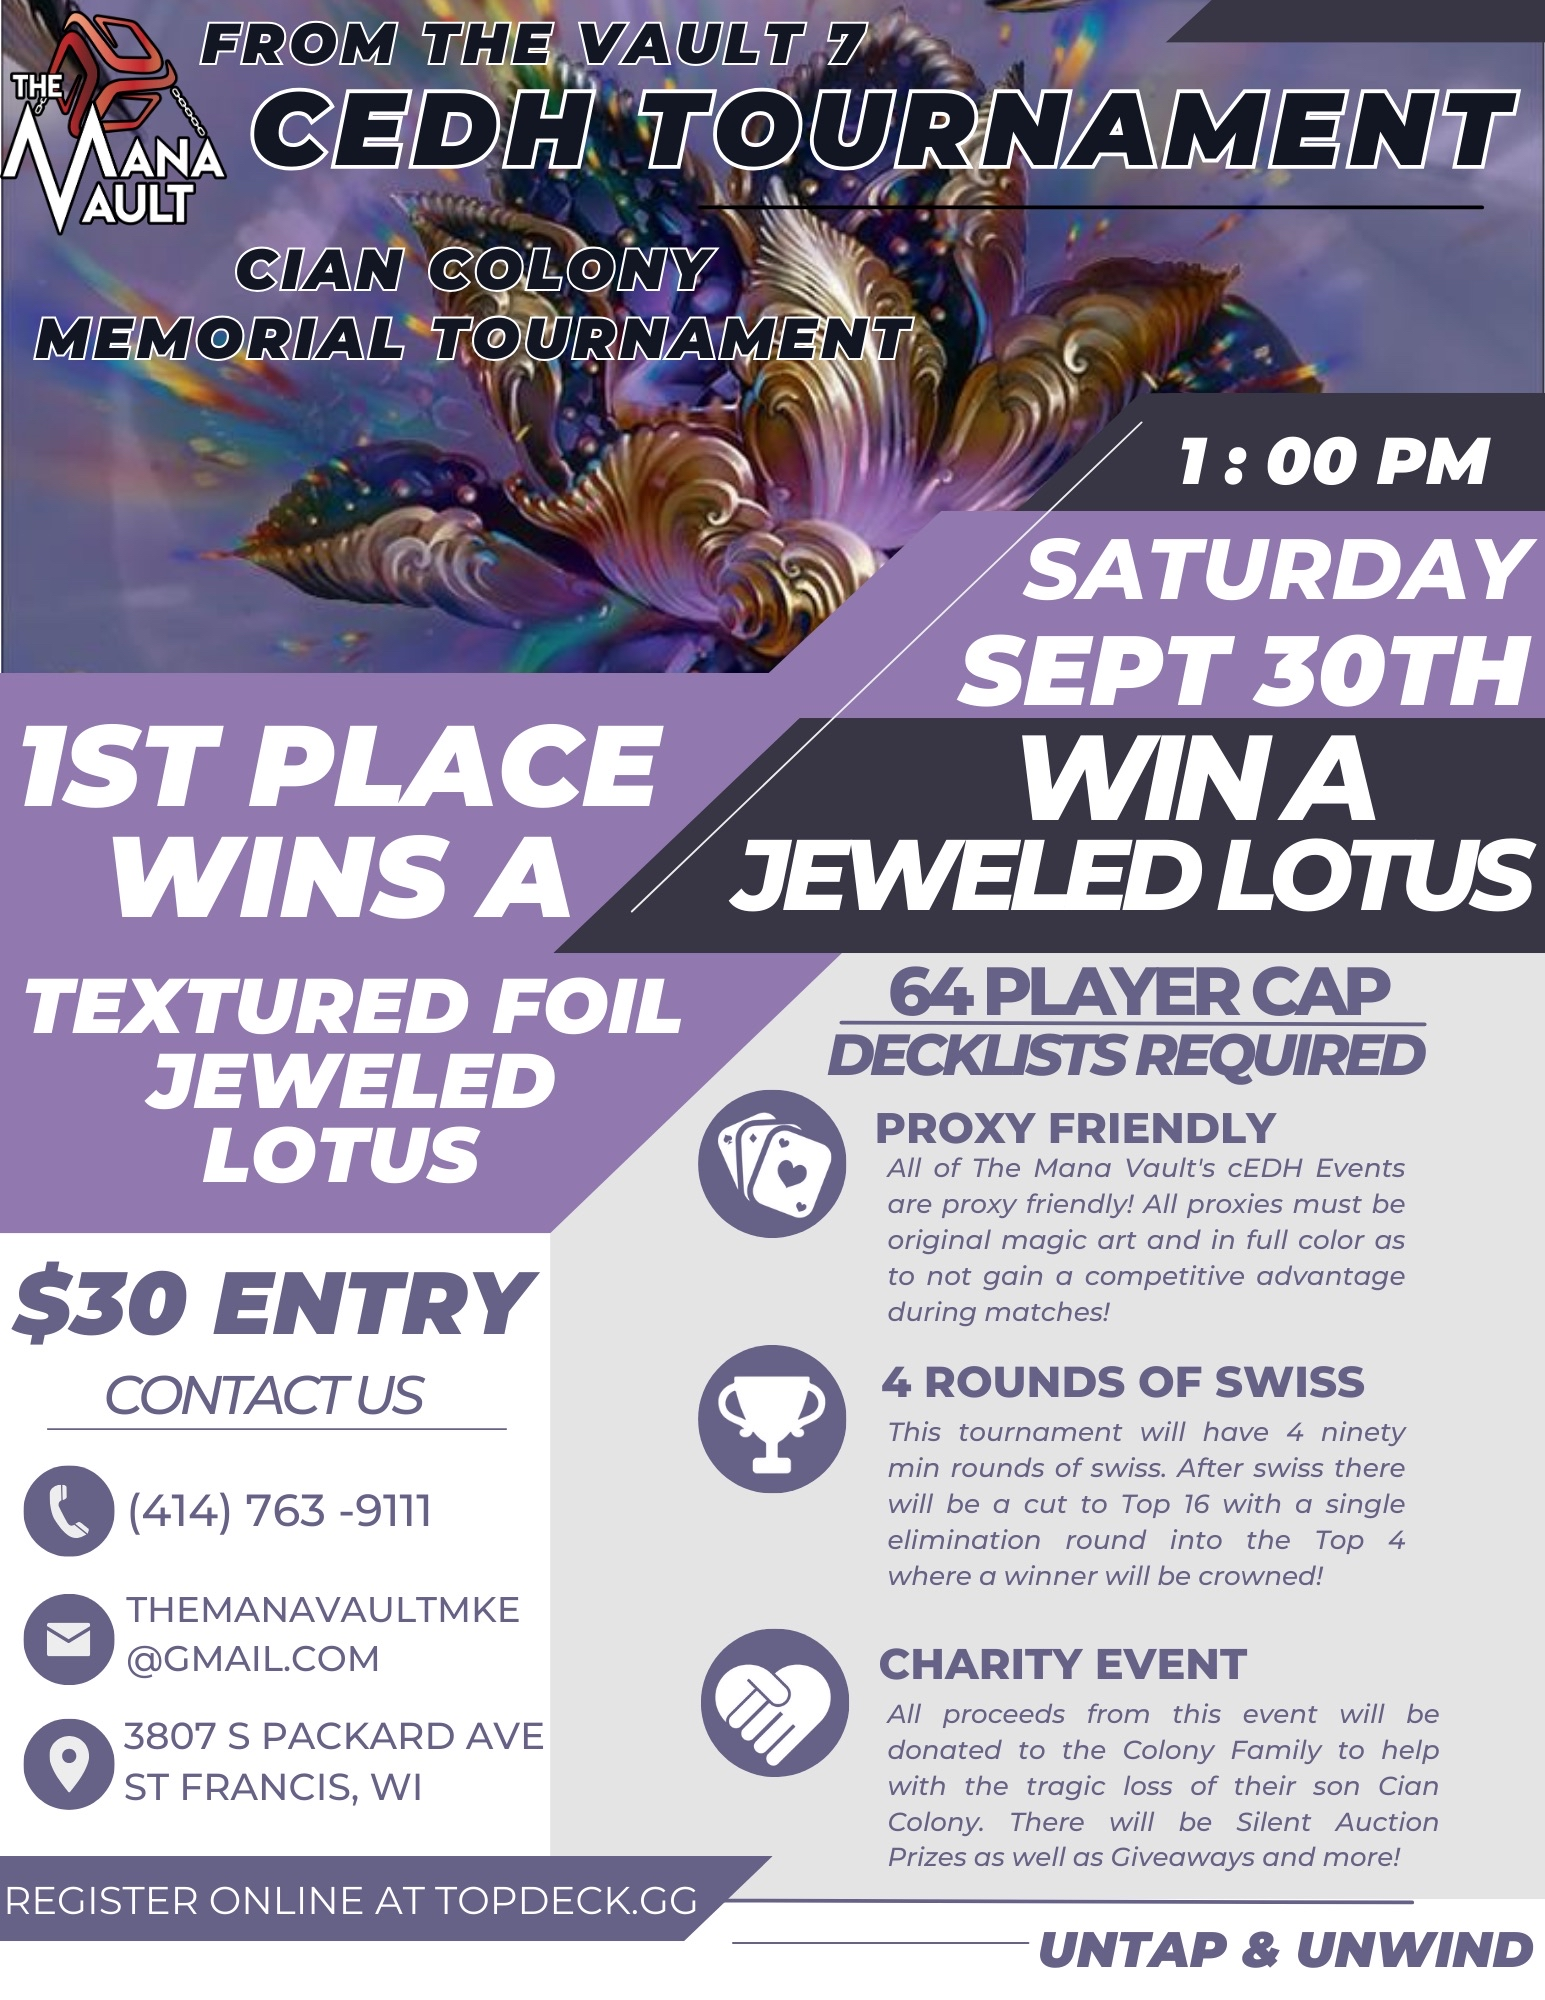 THE
MANA
VAULT
FROM THE VAULT 7
CEDH TOURNAMENT
CIAN COLONY
MEMORIAL TOURNAMENT
1 : 00 PM
SATURDAY
SEPT 30TH
WIN A
JEWELED LOTUS
1ST PLACE
WINS A
TEXTURED FOIL
JEWELED
LOTUS
64 PLAYER CAP
DECKLISTS REQUIRED
PROXY FRIENDLY
All of The Mana Vault's cEDH Events
are proxy friendly! All proxies must be
original magic art and in full color as
to not gain a competitive advantage
during matches!
4 ROUNDS OF SWISS
This tournament will have 4 ninety
min rounds of swiss. After swiss there
will be a cut to Top 16 with a single
elimination round into the Top 4
where a winner will be crowned!
CHARITY EVENT
All proceeds from this event will be
donated to the Colony Family to help
with the tragic loss of their son Cian
Colony. There will be Silent Auction
Prizes as well as Giveaways and more!
$30 ENTRY
CONTACT US
(414) 763 -9111
THEMANAVAULTMKE
@GMAIL.COM
3807 S PACKARD AVE
ST FRANCIS, WI
REGISTER ONLINE AT TOPDECK.GG
UNTAP & UNWIND